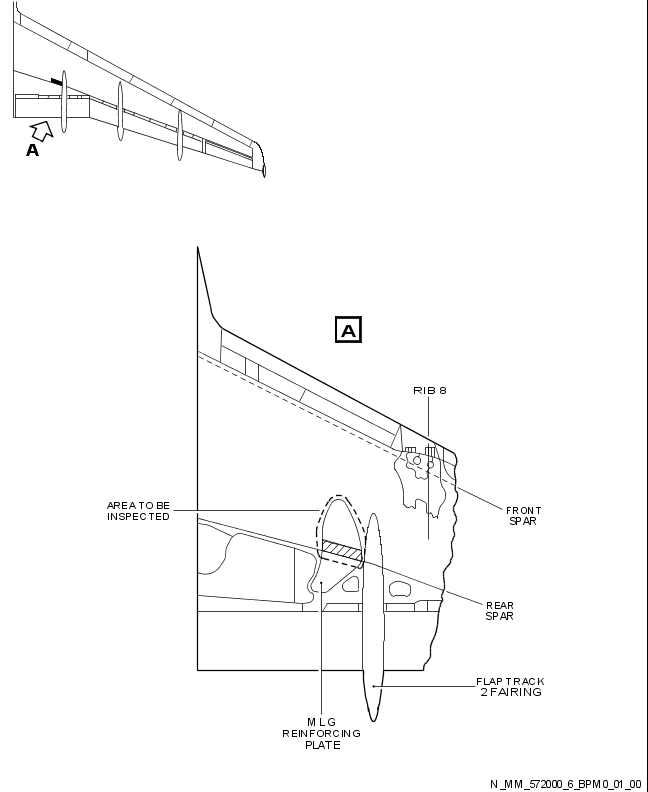 A
A
RIB 8
AREA TO BE
INSPECTED
FRONT
SPAR
REAR
SPAR
FLAP TRACK
2 FAIRING
MLG
REINFORCING
PLATE
N_MM_572000_6_BPM0_01_00